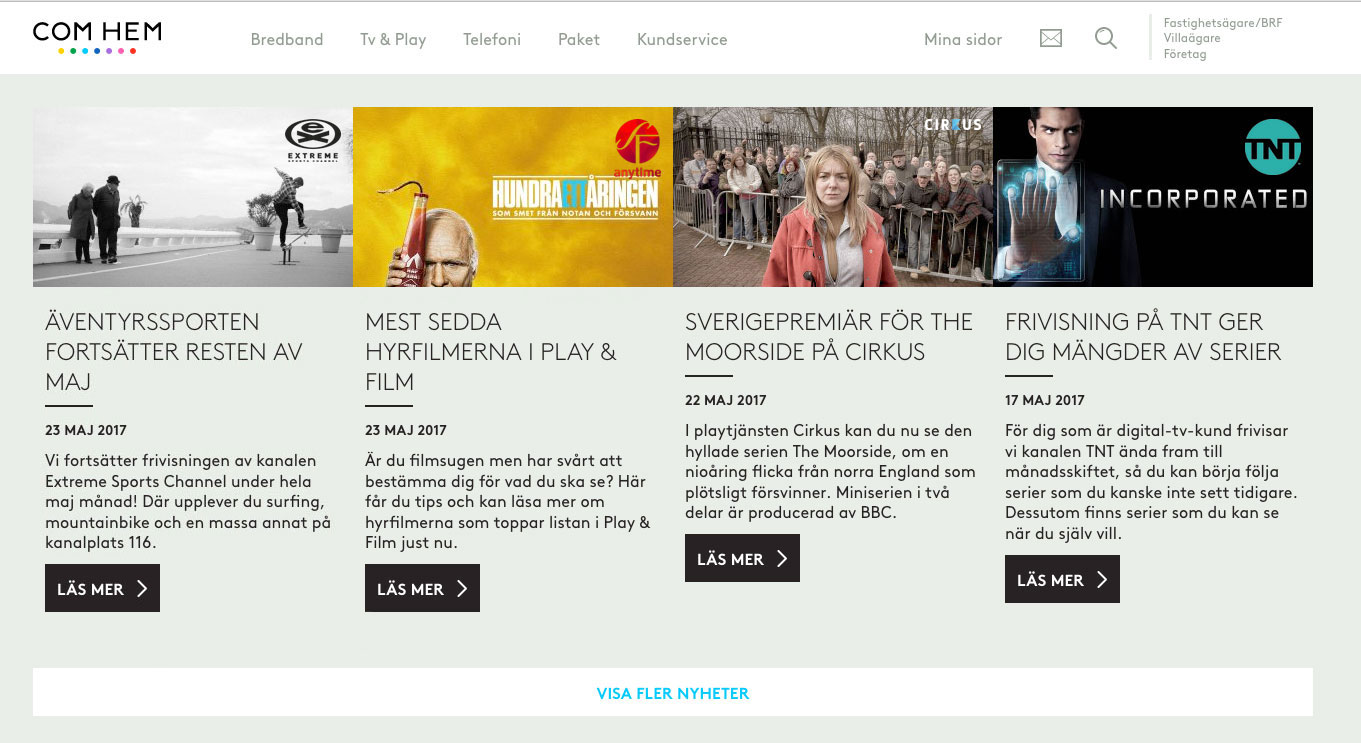 COM HEM
Bredband
Tv & Play
Telefoni
Paket
Kundservice
Mina sidor
Fastighetsägare/BRF
Villaägare
Företag
EXTREME
SPORTS CHANNEL
anytime
HUNDRAETTÅRINGEN
SOM SMET FRÅN NOTAN OCH FÖRSVANN
CIRKUS
TNT
INCORPORATED
ÄVENTYRSSPORTEN
FORTSÄTTER RESTEN AV
MAJ
23 MAJ 2017
Vi fortsätter frivisningen av kanalen
Extreme Sports Channel under hela
maj månad! Där upplever du surfing,
mountainbike och en massa annat på
kanalplats 116.
LÄS MER
MEST SEDDA
HYRFILMERNA I PLAY &
FILM
23 MAJ 2017
Är du filmsugen men har svårt att
bestämma dig för vad du ska se? Här
får du tips och kan läsa mer om
hyrfilmerna som toppar listan i Play &
Film just nu.
LÄS MER
SVERIGEPREMIÄR FÖR THE
MOORSIDE PÅ CIRKUS
22 MAJ 2017
I playtjänsten Cirkus kan du nu se den
hyllade serien The Moorside, om en
nioåring flicka från norra England som
plötsligt försvinner. Miniserien i två
delar är producerad av BBC.
LÄS MER
FRIVISNING PÅ TNT GER
DIG MÄNGDER AV SERIER
17 MAJ 2017
För dig som är digital-tv-kund frivisar
vi kanalen TNT ända fram till
månadsskiftet, så du kan börja följa
serier som du kanske inte sett tidigare.
Dessutom finns serier som du kan se
när du själv vill.
LÄS MER
VISA FLER NYHETER